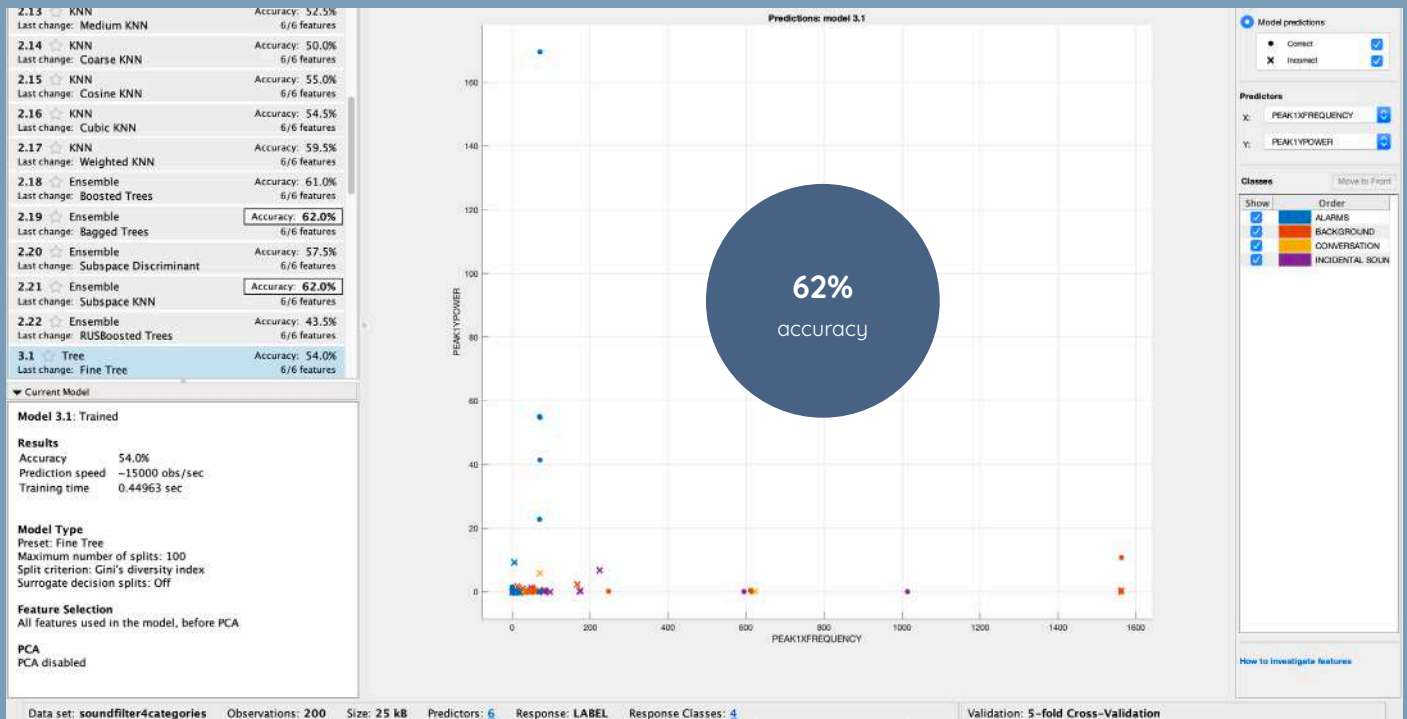 2.13 KNN Accuracy: 52.5%
Last change: Medium KNN 6/6 features
2.14 KNN Accuracy: 50.0%
Last change: Coarse KNN 6/6 features
2.15 KNN Accuracy: 55.0%
Last change: Cosine KNN 6/6 features
2.16 KNN Accuracy: 54.5%
Last change: Cubic KNN 6/6 features
2.17 KNN Accuracy: 59.5%
Last change: Weighted KNN 6/6 features
2.18 Ensemble Accuracy: 61.0%
Last change: Boosted Trees 6/6 features
2.19 Ensemble Accuracy: 62.0%
Last change: Bagged Trees 6/6 features
2.20 Ensemble Accuracy: 57.5%
Last change: Subspace Discriminant 6/6 features
2.21 Ensemble Accuracy: 62.0%
Last change: Subspace KNN 6/6 features
2.22 Ensemble Accuracy: 43.5%
Last change: RUSBoosted Trees 6/6 features
3.1 Tree Accuracy: 54.0%
Last change: Fine Tree 6/6 features
Current Model
Model 3.1: Trained
Results
Accuracy 54.0%
Prediction speed ~15000 obs/sec
Training time 0.44963 sec
Model Type
Preset: Fine Tree
Maximum number of splits: 100
Split criterion: Gini's diversity index
Surrogate decision splits: Off
Feature Selection
All features used in the model, before PCA
PCA
PCA disabled
Predictions: model 3.1
160
140
120
100
80
60
40
20
0
PEAK1YPOWER
0 200 400 600 800 1000 1200 1400 1600
PEAK1XFREQUENCY
62%
accuracy
Model predictions
Correct
Incorrect
Predictors
X: PEAK1XFREQUENCY
Y: PEAK1YPOWER
Classes Move to Front
Show Order
ALARMS
BACKGROUND
CONVERSATION
INCIDENTAL SOUN
How to investigate features
Data set: soundfilter4categories Observations: 200 Size: 25 kB Predictors: 6 Response: LABEL Response Classes: 4 Validation: 5-fold Cross-Validation